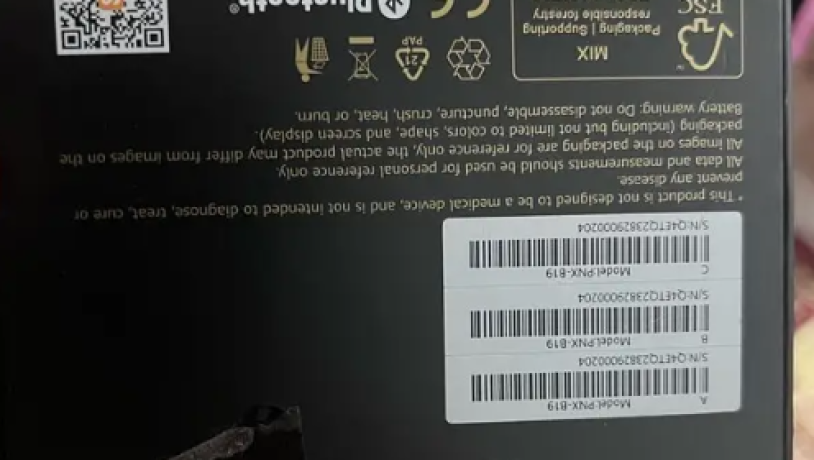 A Model:PNX-B19
S/N:Q4ETQ23829000204
B Model:PNX-B19
S/N:Q4ETQ23829000204
C Model:PNX-B19
S/N:Q4ETQ23829000204
* This product is not designed to be a medical device, and is not intended to diagnose, treat, cure or
prevent any disease.
All data and measurements should be used for personal reference only.
All images on the packaging are for reference only, the actual product may differ from images on the
packaging (including but not limited to colors, shape, and screen display).
Battery warning: Do not disassemble, puncture, crush, heat, or burn.
21
PAP
MIX
Packaging | Supporting
responsible forestry
FSC
CE
Bluetooth®